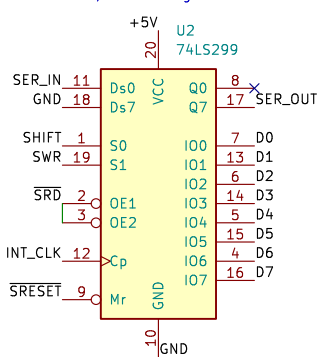 +5V
U2
74LS299
20
VCC
SER_IN 11 Ds0 Q0 8
GND 18 Ds7 Q7 17 SER_OUT
SHIFT 1 S0 IO0 7 D0
SWR 19 S1 IO1 13 D1
IO2 6 D2
SRD 2 OE1 IO3 14 D3
3 OE2 IO4 5 D4
IO5 15 D5
INT_CLK 12 Cp IO6 4 D6
IO7 16 D7
SRESET 9 Mr
GND
10
GND